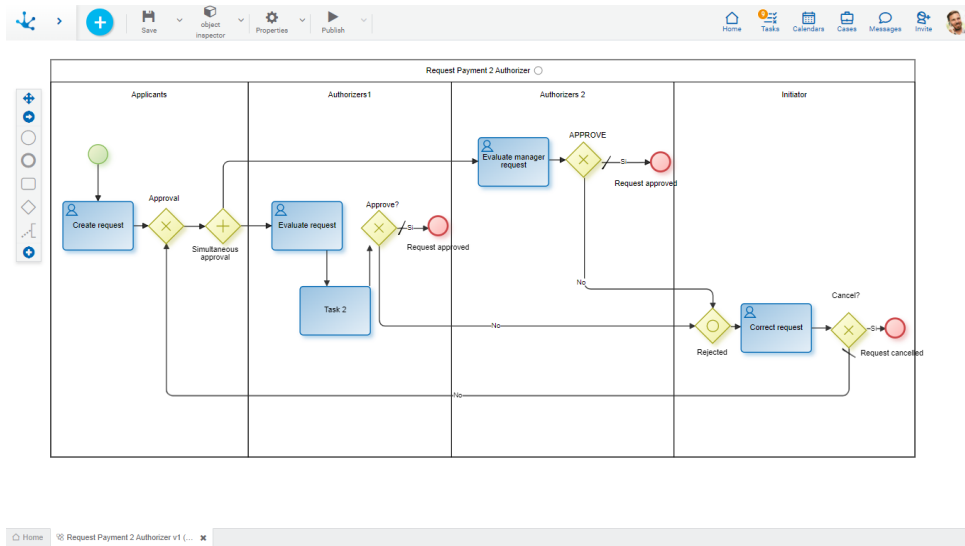 Save
object
inspector
Properties
Publish
Home
9
Tasks
Calendars
Cases
Messages
Invite
Request Payment 2 Authorizer
Applicants
Authorizers1
Authorizers 2
Initiator
APPROVE
Evaluate manager
request
Si
Request approved
Approval
Create request
Simultaneous
approval
Evaluate request
Approve?
Si
Request approved
Task 2
No
No
Cancel?
Correct request
Si
Rejected
Request cancelled
No
Home
Request Payment 2 Authorizer v1 (...